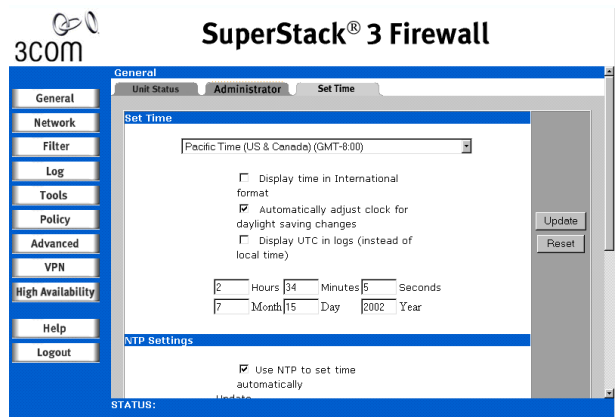 3COM
SuperStack® 3 Firewall
General
Unit Status Administrator Set Time
General
Network
Filter
Log
Tools
Policy
Advanced
VPN
High Availability
Help
Logout
Set Time
Pacific Time (US & Canada) (GMT-8:00)
Display time in International
format
Automatically adjust clock for
daylight saving changes
Display UTC in logs (instead of
local time)
2 Hours 34 Minutes 5 Seconds
7 Month 15 Day 2002 Year
Update
Reset
NTP Settings
Use NTP to set time
automatically
Update
STATUS: